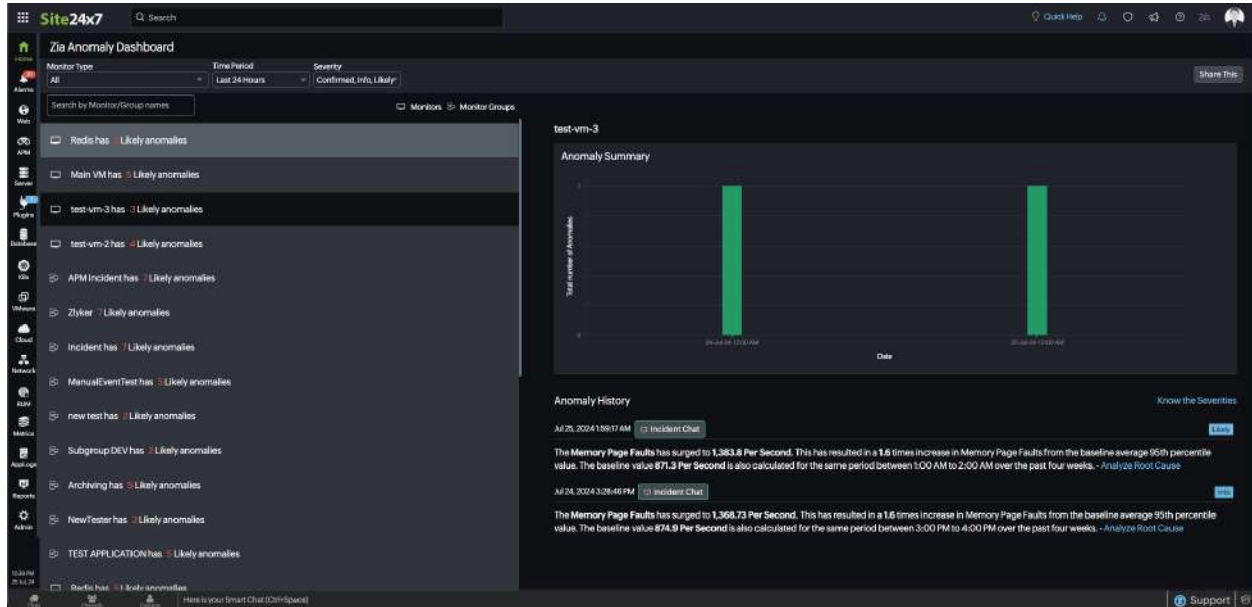 Site24x7
Search
Quick Help
Zia Anomaly Dashboard
Monitor Type
Time Period
Severity
All
Last 24 Hours
Confirmed, Info, Likely
Share This
Search by Monitor/Group names
Monitors
Monitor Groups
Home
Alarms
Web
APM
Server
Plugins
Database
K8s
VMware
Cloud
Network
RUM
Metrics
AppLogs
Reports
Admin
Redis has Likely anomalies
Main VM has 5 Likely anomalies
test-vm-3 has 3 Likely anomalies
test-vm-2 has 4 Likely anomalies
APM Incident has 7 Likely anomalies
Zlyker 7 Likely anomalies
Incident has 7 Likely anomalies
ManualEventTest has 5 Likely anomalies
new test has 2 Likely anomalies
Subgroup DEV has 2 Likely anomalies
Archiving has 5 Likely anomalies
NewTester has 2 Likely anomalies
TEST APPLICATION has 5 Likely anomalies
Redis has Likely anomalies
test-vm-3
Anomaly Summary
Total number of Anomalies
Date
Anomaly History
Know the Severities
Jul 25, 2024 1:59:17 AM
Incident Chat
Likely
The Memory Page Faults has surged to 1,383.8 Per Second. This has resulted in a 1.6 times increase in Memory Page Faults from the baseline average 95th percentile
value. The baseline value 871.3 Per Second is also calculated for the same period between 1:00 AM to 2:00 AM over the past four weeks. - Analyze Root Cause
Jul 24, 2024 3:28:46 PM
Incident Chat
Info
The Memory Page Faults has surged to 1,368.73 Per Second. This has resulted in a 1.6 times increase in Memory Page Faults from the baseline average 95th percentile
value. The baseline value 874.9 Per Second is also calculated for the same period between 3:00 PM to 4:00 PM over the past four weeks. - Analyze Root Cause
25 Jul, 24
Here is your Smart Chat (Ctrl+Space)
Support